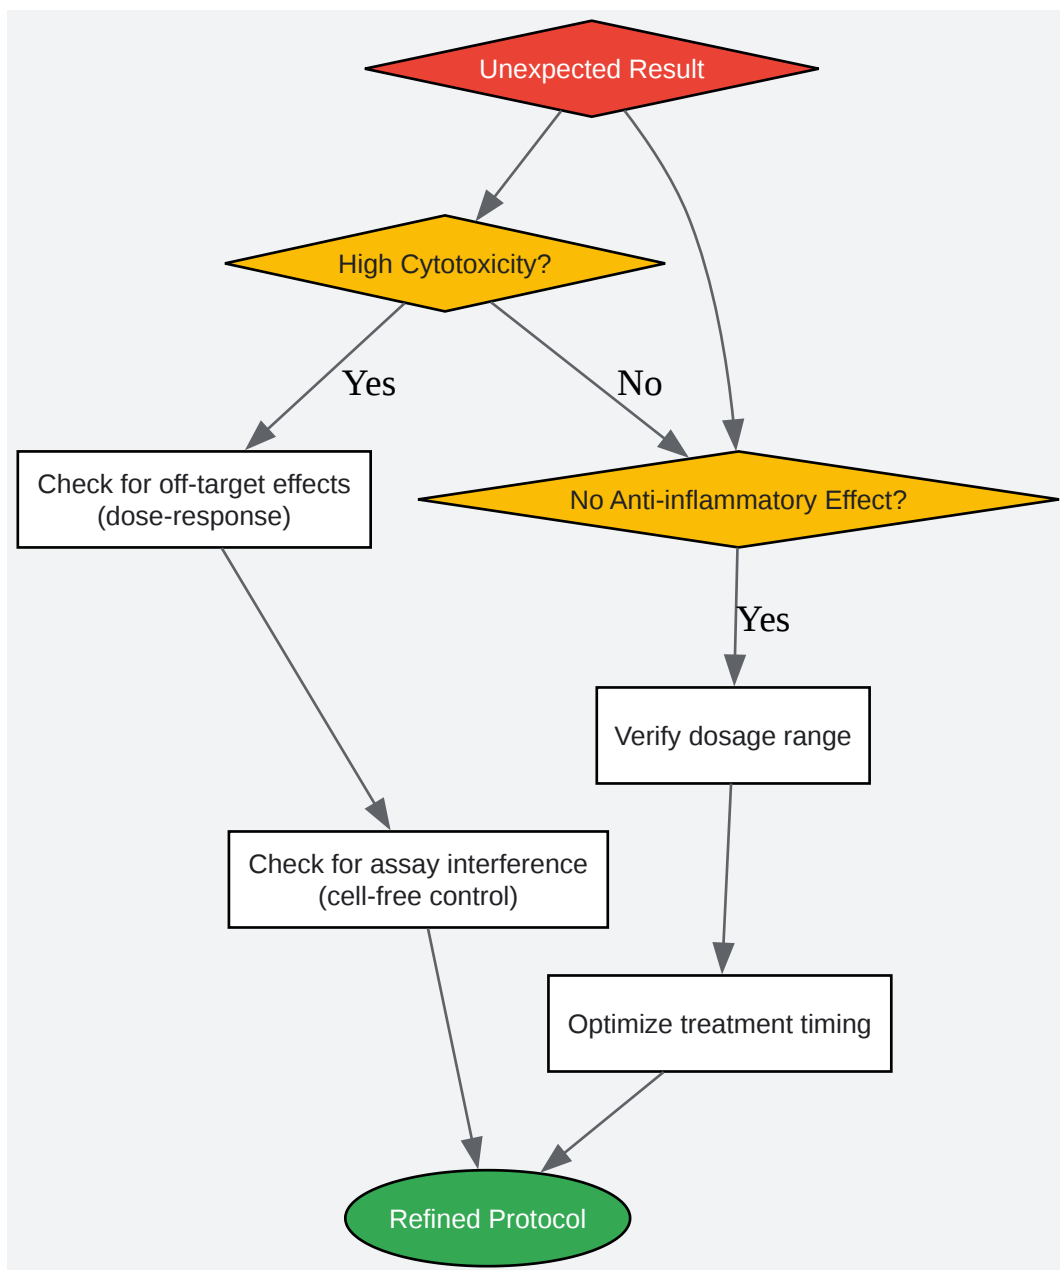 Unexpected Result
High Cytotoxicity?
Yes
No
Check for off-target effects
(dose-response)
No Anti-inflammatory Effect?
Yes
Verify dosage range
Check for assay interference
(cell-free control)
Optimize treatment timing
Refined Protocol